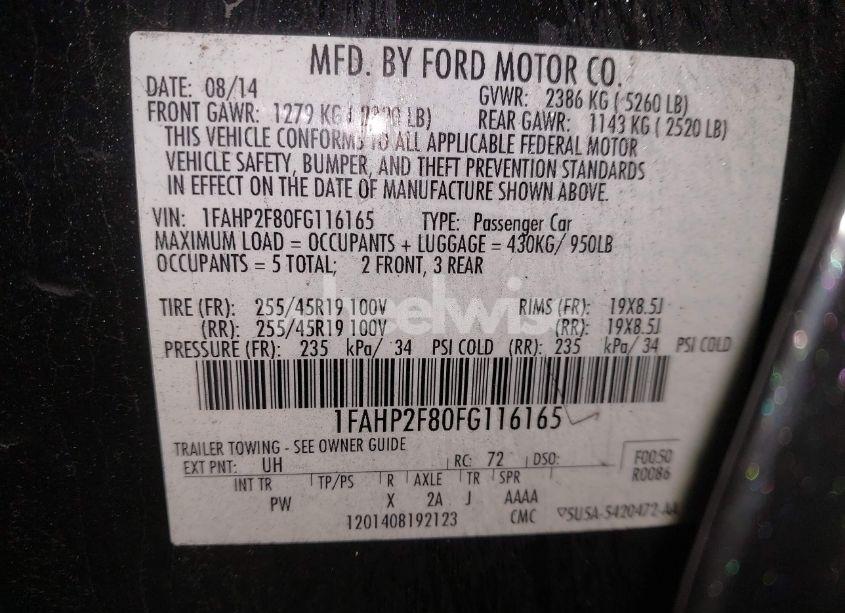 MFD. BY FORD MOTOR CO.
DATE: 08/14 GVWR: 2386 KG ( 5260 LB)
FRONT GAWR: 1279 KG ( LB) REAR GAWR: 1143 KG ( 2520 LB)
THIS VEHICLE CONFORMS TO ALL APPLICABLE FEDERAL MOTOR
VEHICLE SAFETY, BUMPER, AND THEFT PREVENTION STANDARDS
IN EFFECT ON THE DATE OF MANUFACTURE SHOWN ABOVE.
VIN: 1FAHP2F80FG116165 TYPE: Passenger Car
MAXIMUM LOAD = OCCUPANTS + LUGGAGE = 430KG/ 950LB
OCCUPANTS = 5 TOTAL; 2 FRONT, 3 REAR
TIRE (FR): 255/45R19 100V RIMS (FR): 19X8.5J
(RR): 255/45R19 100V (RR): 19X8.5J
PRESSURE (FR): 235 kPa/ 34 PSI COLD (RR): 235 kPa/ 34 PSI COLD
1FAHP2F80FG116165
TRAILER TOWING - SEE OWNER GUIDE
EXT PNT: UH RC: 72 DSO: F0050
R0086
INT TR TP/PS R AXLE TR SPR
PW X 2A J AAAA
1201408192123 CMC SUSA-5420472-AA